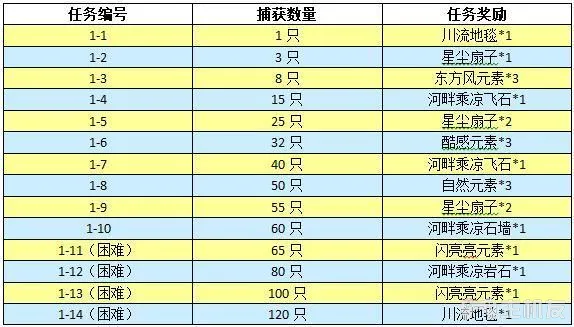 任务编号 捕获数量 任务奖励
1-1 1 只 川流地毯*1
1-2 3 只 星尘扇子*1
1-3 8 只 东方风元素*3
1-4 15 只 河畔乘凉飞石*1
1-5 25 只 星尘扇子*2
1-6 32 只 酷感元素*3
1-7 40 只 河畔乘凉飞石*1
1-8 50 只 自然元素*3
1-9 55 只 星尘扇子*2
1-10 60 只 河畔乘凉石墙*1
1-11（困难） 65 只 闪亮亮元素*1
1-12（困难） 80 只 河畔乘凉岩石*1
1-13（困难） 100 只 闪亮亮元素*1
1-14（困难） 120 只 川流地毯*1